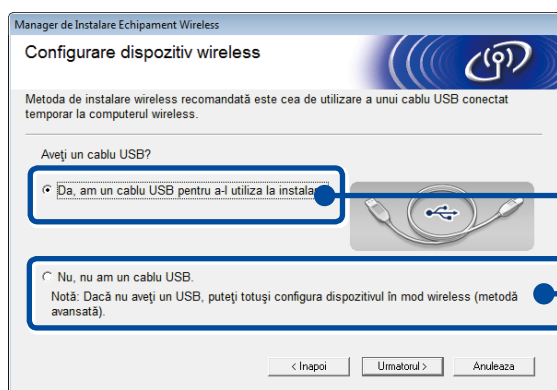 Manager de Instalare Echipament Wireless
Configurare dispozitiv wireless
Metoda de instalare wireless recomandată este cea de utilizare a unui cablu USB conectat
temporar la computerul wireless.
Aveţi un cablu USB?
Da, am un cablu USB pentru a-l utiliza la instalare
Nu, nu am un cablu USB.
Notă: Dacă nu aveţi un USB, puteţi totuşi configura dispozitivul în mod wireless (metodă
avansată).
< Inapoi
Urmatorul >
Anuleaza